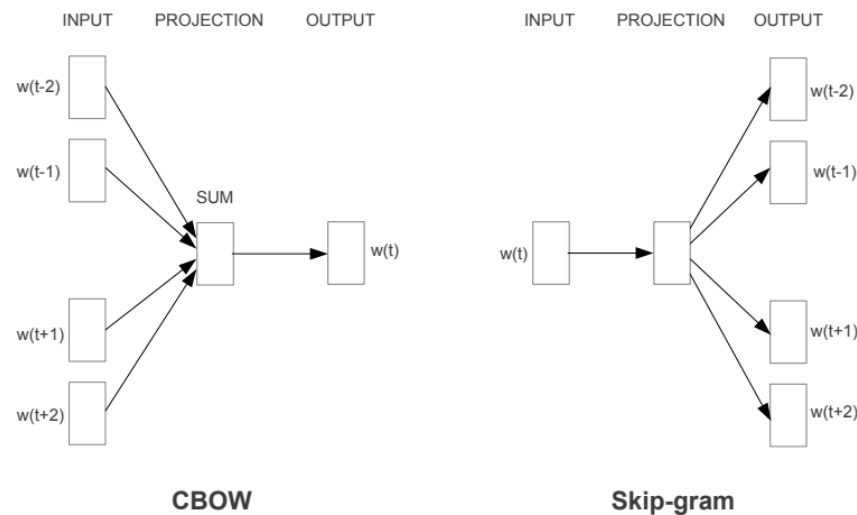 INPUT PROJECTION OUTPUT
w(t-2)
w(t-1)
SUM
w(t)
w(t+1)
w(t+2)
CBOW
INPUT PROJECTION OUTPUT
w(t-2)
w(t-1)
w(t)
w(t+1)
w(t+2)
Skip-gram